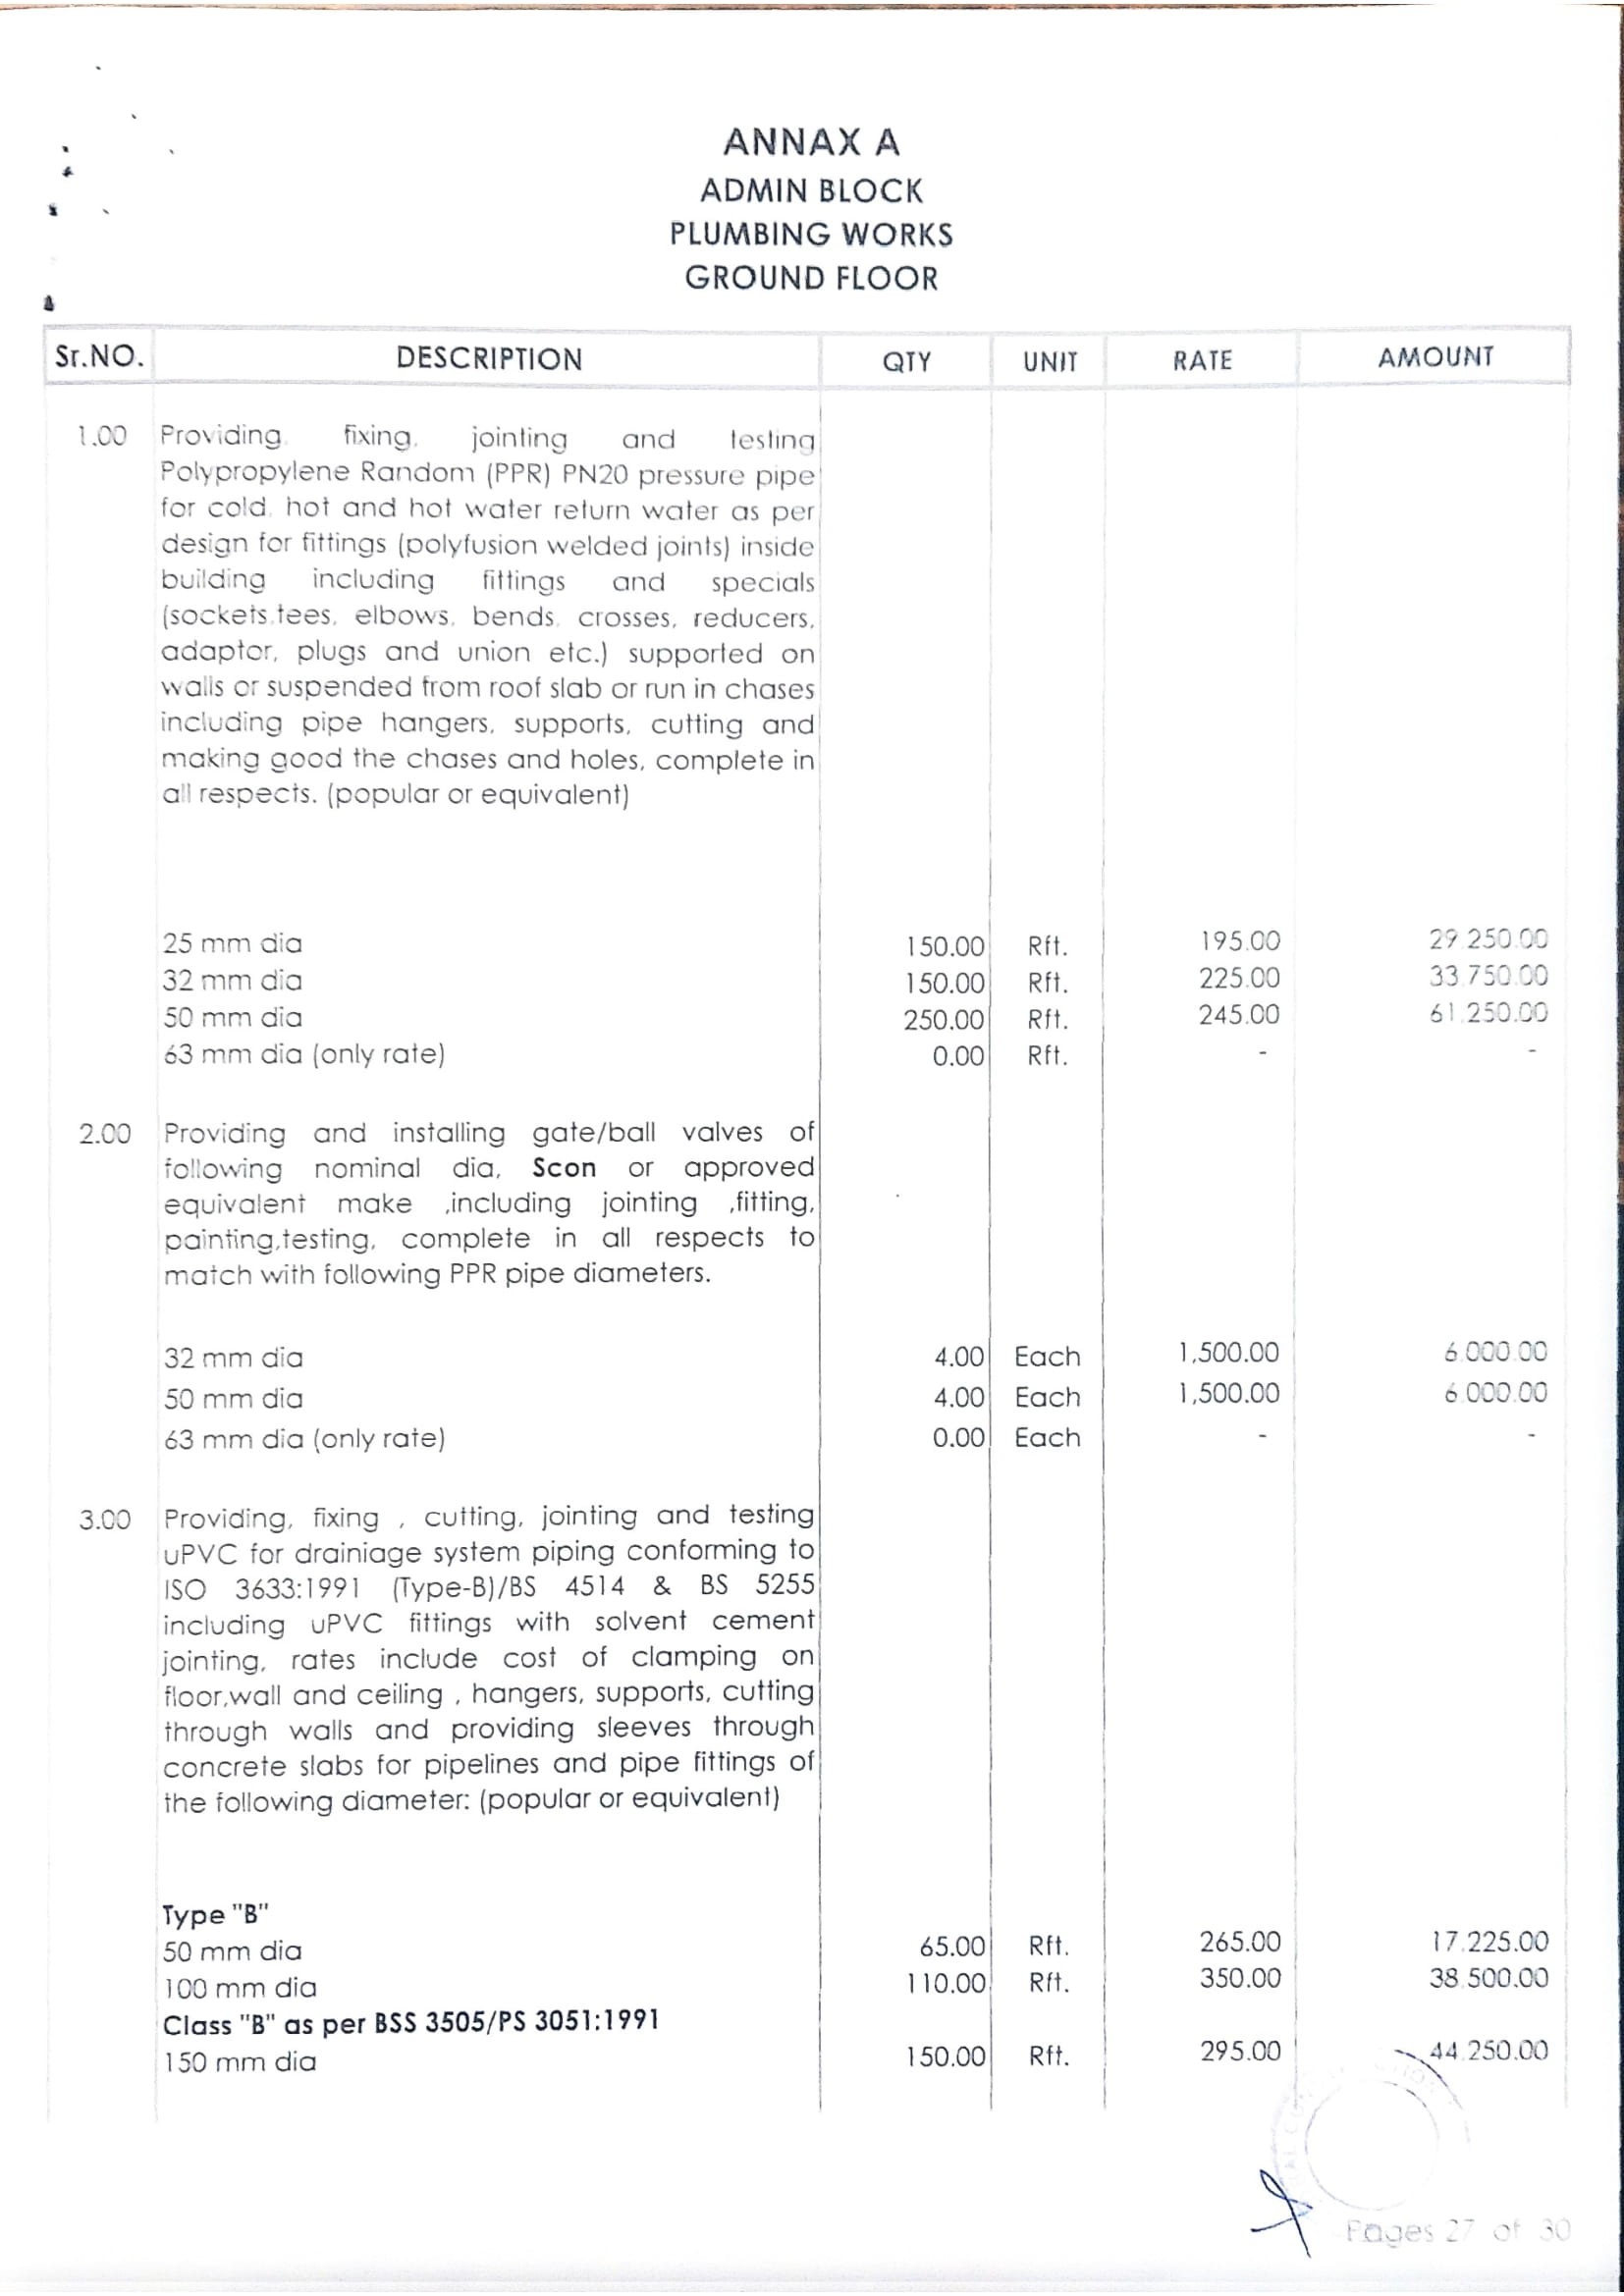 ANNAX A
ADMIN BLOCK
PLUMBING WORKS
GROUND FLOOR
Sr.NO. DESCRIPTION QTY UNIT RATE AMOUNT
1.00 Providing, fixing, jointing and testing
Polypropylene Random (PPR) PN20 pressure pipe
for cold, hot and hot water return water as per
design for fittings (polyfusion welded joints) inside
building including fittings and specials
(sockets,tees, elbows, bends, crosses, reducers,
adaptor, plugs and union etc.) supported on
walls or suspended from roof slab or run in chases
including pipe hangers, supports, cutting and
making good the chases and holes, complete in
all respects. (popular or equivalent)
25 mm dia 150.00 Rft. 195.00 29,250.00
32 mm dia 150.00 Rft. 225.00 33,750.00
50 mm dia 250.00 Rft. 245.00 61,250.00
63 mm dia (only rate) 0.00 Rft. - -
2.00 Providing and installing gate/ball valves of
following nominal dia, Scon or approved
equivalent make ,including jointing ,fitting,
painting,testing, complete in all respects to
match with following PPR pipe diameters.
32 mm dia 4.00 Each 1,500.00 6,000.00
50 mm dia 4.00 Each 1,500.00 6,000.00
63 mm dia (only rate) 0.00 Each - -
3.00 Providing, fixing , cutting, jointing and testing
uPVC for drainiage system piping conforming to
ISO 3633:1991 (Type-B)/BS 4514 & BS 5255
including uPVC fittings with solvent cement
jointing, rates include cost of clamping on
floor,wall and ceiling , hangers, supports, cutting
through walls and providing sleeves through
concrete slabs for pipelines and pipe fittings of
the following diameter: (popular or equivalent)
Type "B"
50 mm dia 65.00 Rft. 265.00 17,225.00
100 mm dia 110.00 Rft. 350.00 38,500.00
Class "B" as per BSS 3505/PS 3051:1991
150 mm dia 150.00 Rft. 295.00 44,250.00
Pages 27 of 30